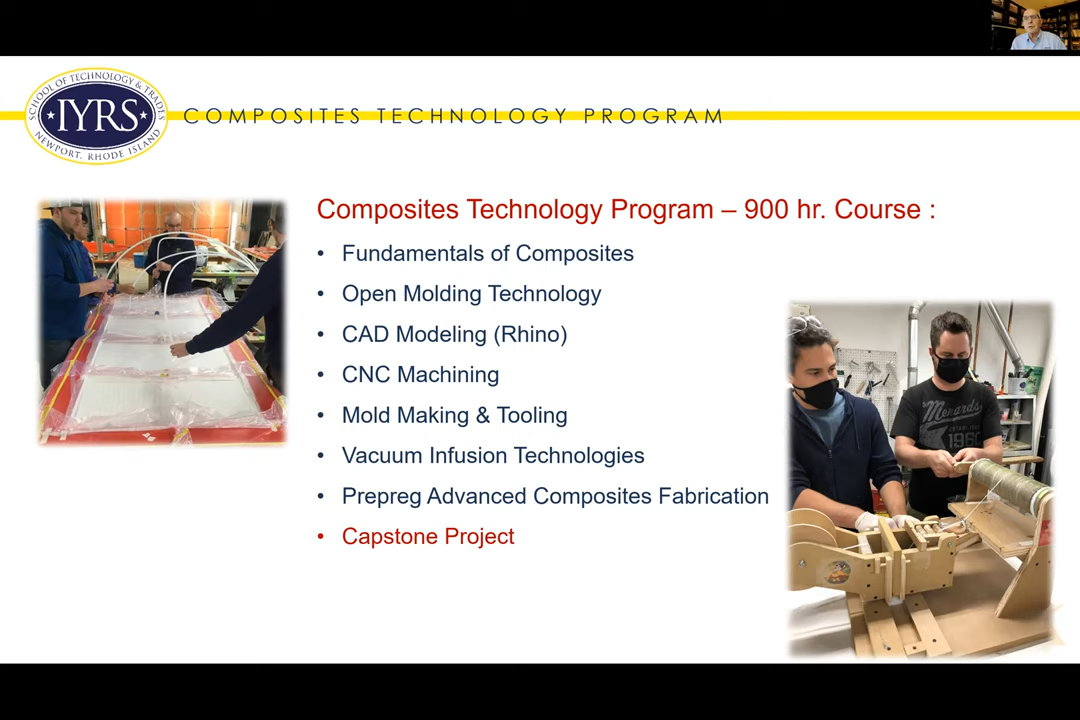 SCHOOL OF TECHNOLOGY & TRADES
★IYRS★
NEWPORT, RHODE ISLAND
COMPOSITES TECHNOLOGY PROGRAM
Composites Technology Program – 900 hr. Course :
• Fundamentals of Composites
• Open Molding Technology
• CAD Modeling (Rhino)
• CNC Machining
• Mold Making & Tooling
• Vacuum Infusion Technologies
• Prepreg Advanced Composites Fabrication
• Capstone Project
Menards
ESTABLISHED
1960